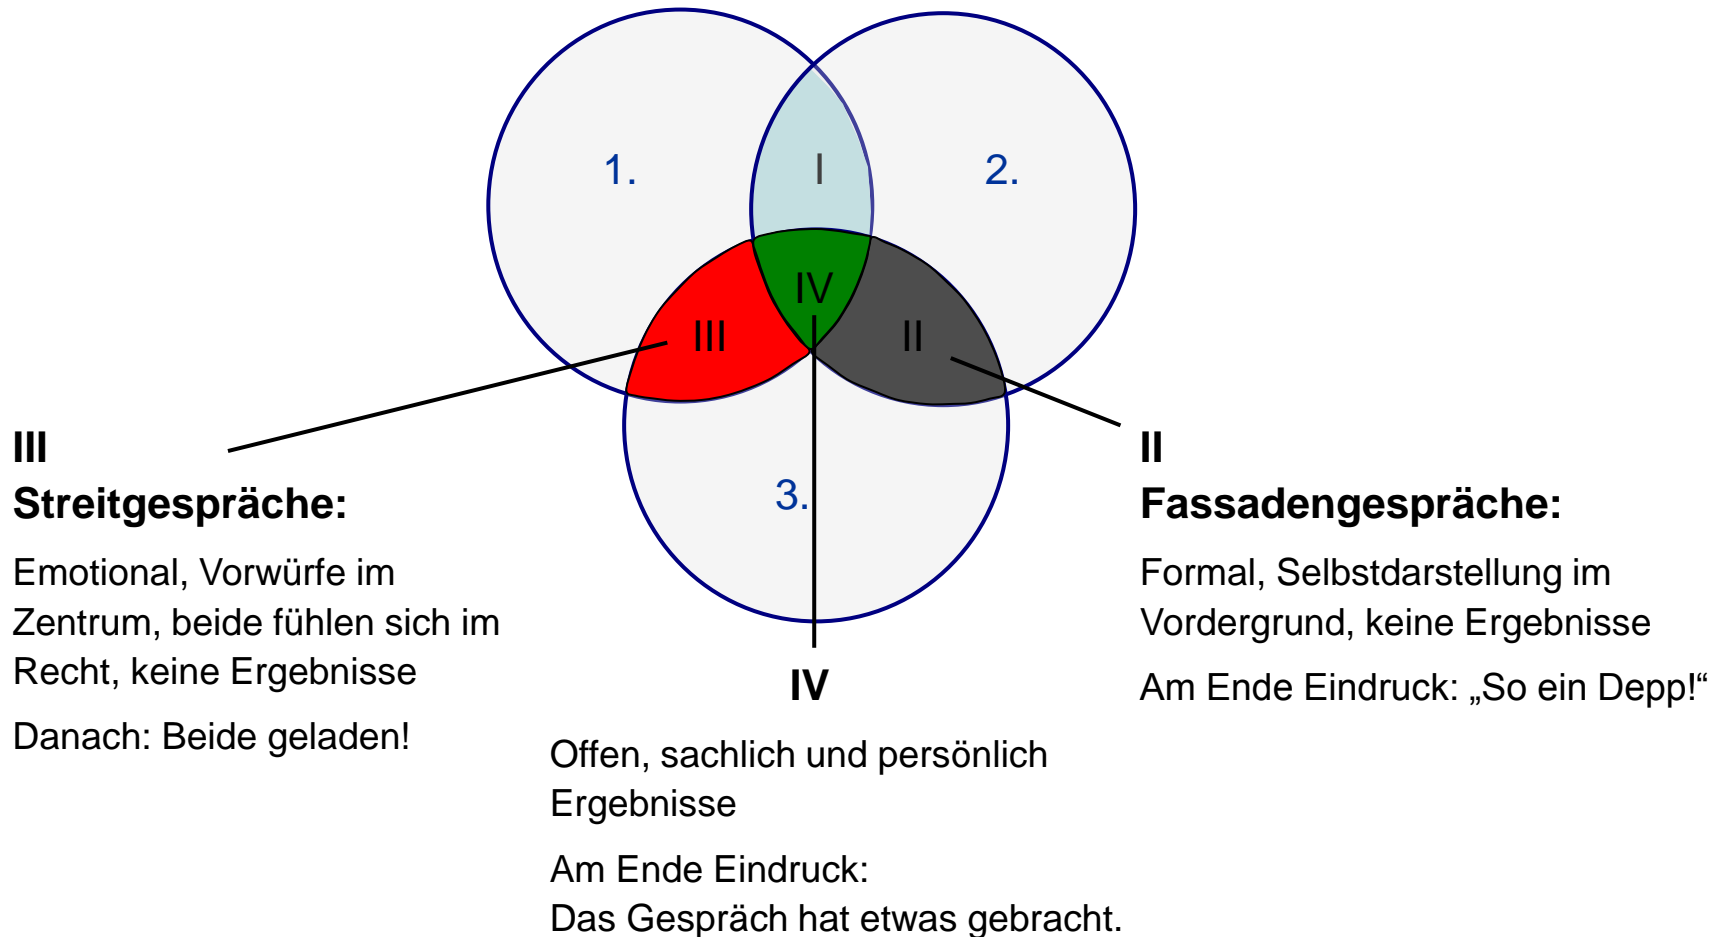 1.
I
2.
IV
III
II
3.
III
Streitgespräche:
Emotional, Vorwürfe im
Zentrum, beide fühlen sich im
Recht, keine Ergebnisse
Danach: Beide geladen!
II
Fassadengespräche:
Formal, Selbstdarstellung im
Vordergrund, keine Ergebnisse
Am Ende Eindruck: „So ein Depp!“
IV
Offen, sachlich und persönlich
Ergebnisse
Am Ende Eindruck:
Das Gespräch hat etwas gebracht.